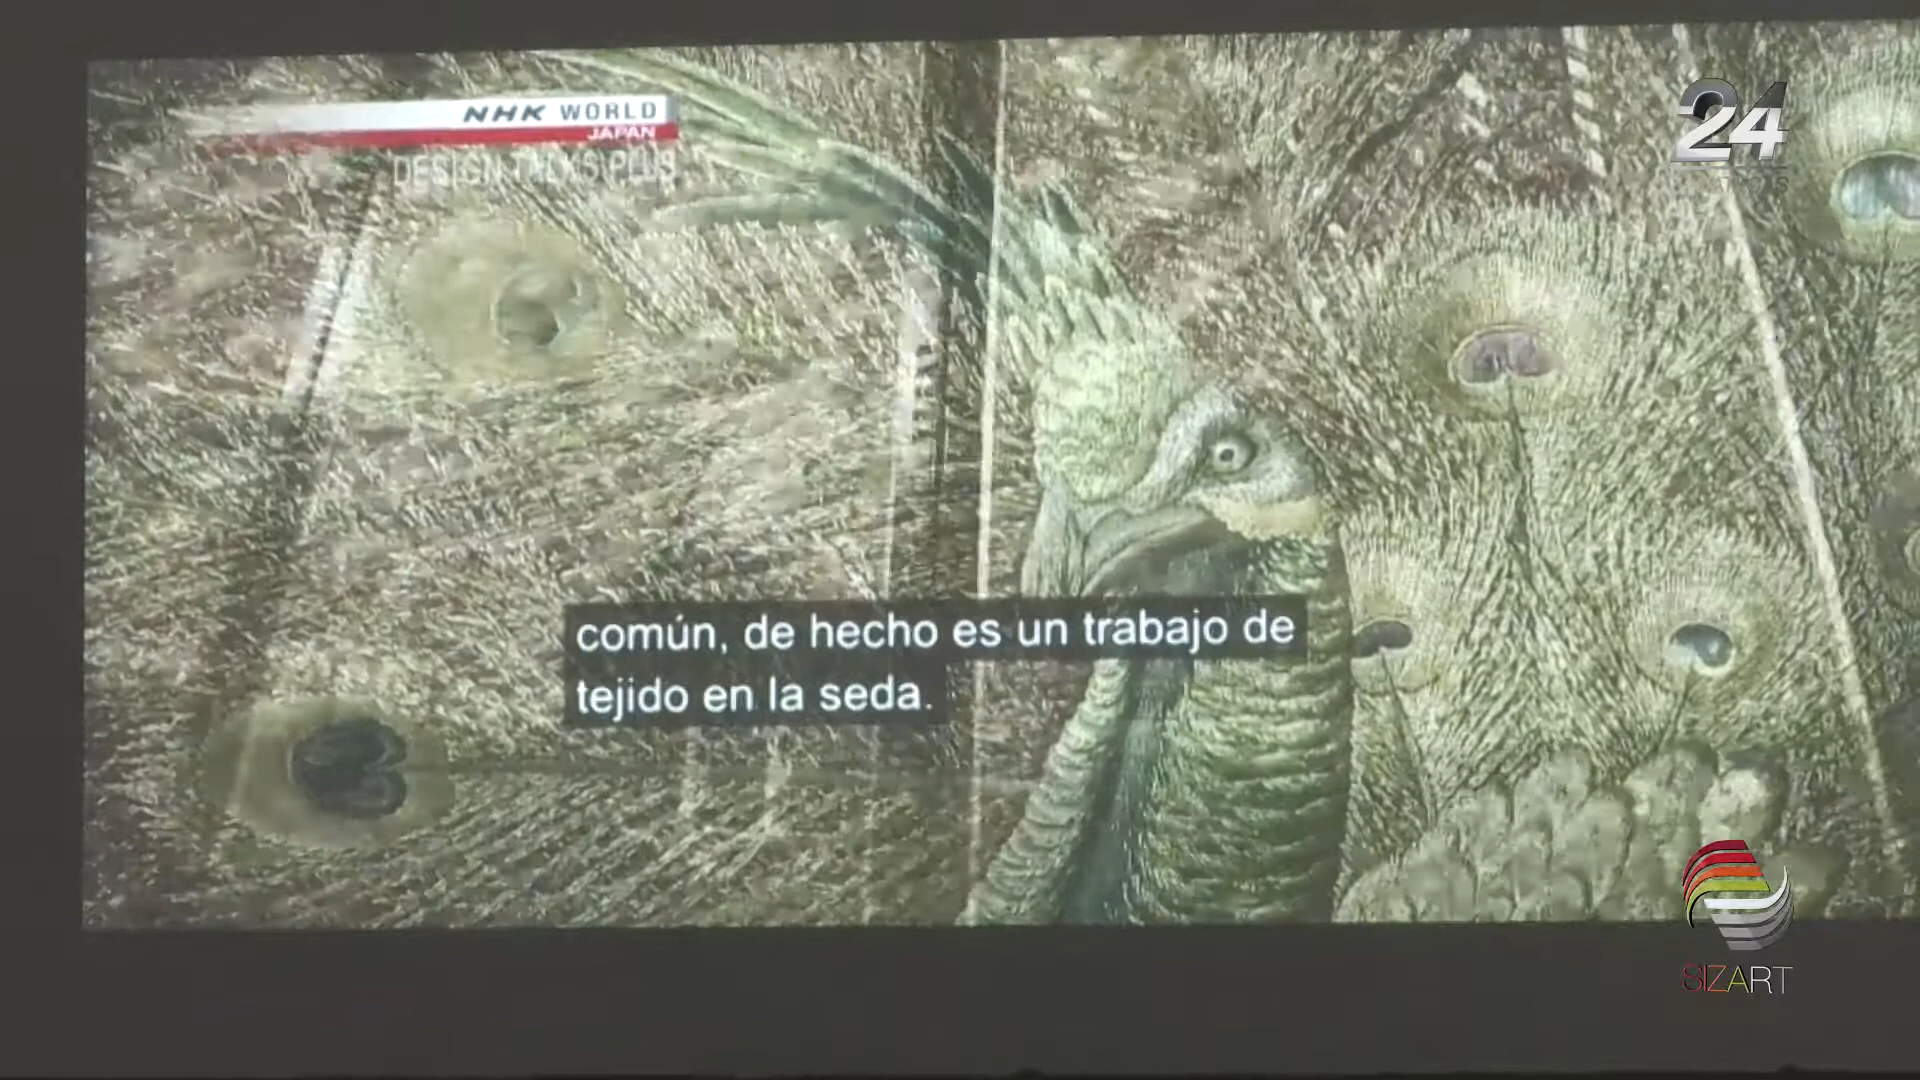 NHK WORLD
JAPAN
DESIGN TALKS PLUS
24
común, de hecho es un trabajo de
tejido en la seda.
SIZART